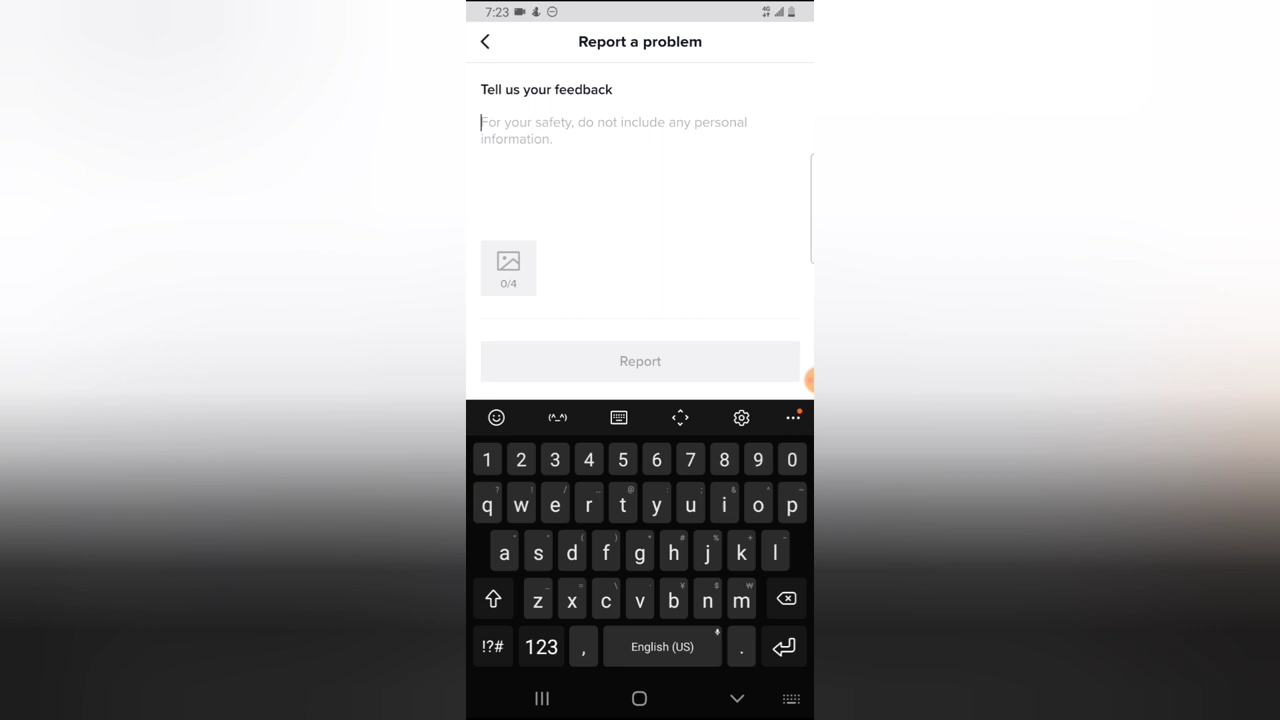 7:23 4G
Report a problem
Tell us your feedback
For your safety, do not include any personal
information.
0/4
Report
(^_^)
1 2 3 4 5 6 7 8 9 0
q w e r t y u i o p
a s d f g h j k l
z x c v b n m
!?# 123 , English (US) .